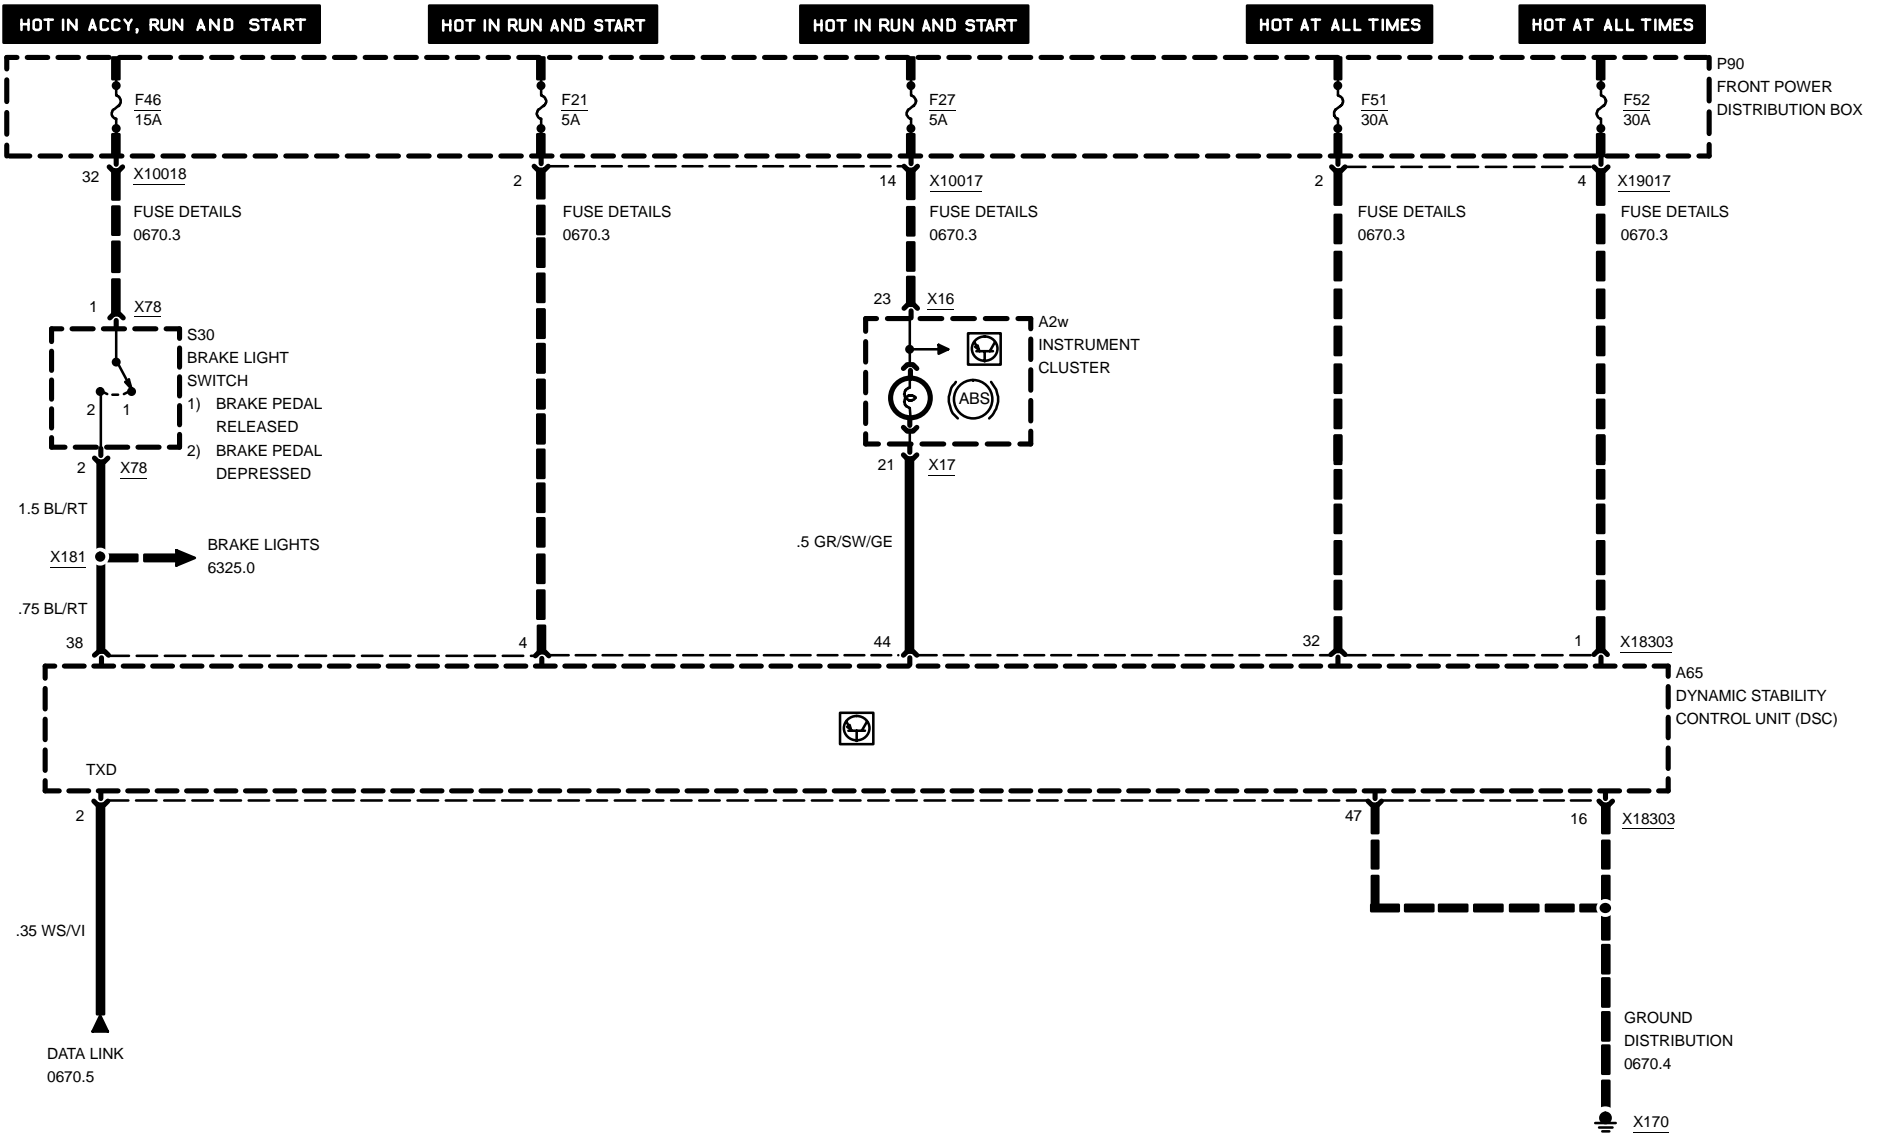 HOT IN ACCY, RUN AND START
HOT IN RUN AND START
HOT IN RUN AND START
HOT AT ALL TIMES
HOT AT ALL TIMES
P90
FRONT POWER
DISTRIBUTION BOX
F46
15A
F21
5A
F27
5A
F51
30A
F52
30A
32 X10018
2
14 X10017
2
4 X19017
FUSE DETAILS
0670.3
FUSE DETAILS
0670.3
FUSE DETAILS
0670.3
FUSE DETAILS
0670.3
FUSE DETAILS
0670.3
1 X78
23 X16
S30
BRAKE LIGHT
SWITCH
1) BRAKE PEDAL
RELEASED
2) BRAKE PEDAL
DEPRESSED
2 1
A2w
INSTRUMENT
CLUSTER
ABS
2 X78
21 X17
1.5 BL/RT
X181
BRAKE LIGHTS
6325.0
.5 GR/SW/GE
.75 BL/RT
38
4
44
32
1 X18303
A65
DYNAMIC STABILITY
CONTROL UNIT (DSC)
TXD
2
47
16 X18303
.35 WS/VI
DATA LINK
0670.5
GROUND
DISTRIBUTION
0670.4
X170